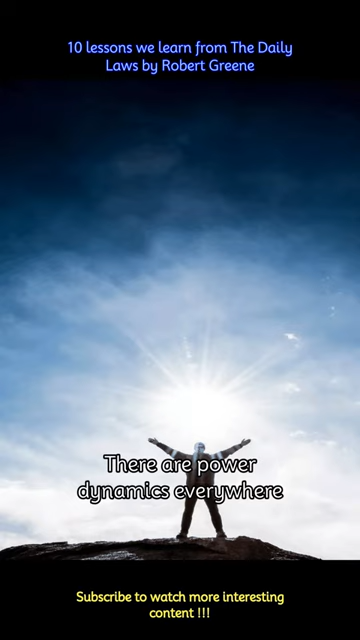 10 lessons we learn from The Daily
Laws by Robert Greene
There are power
dynamics everywhere
Subscribe to watch more interesting
content !!!